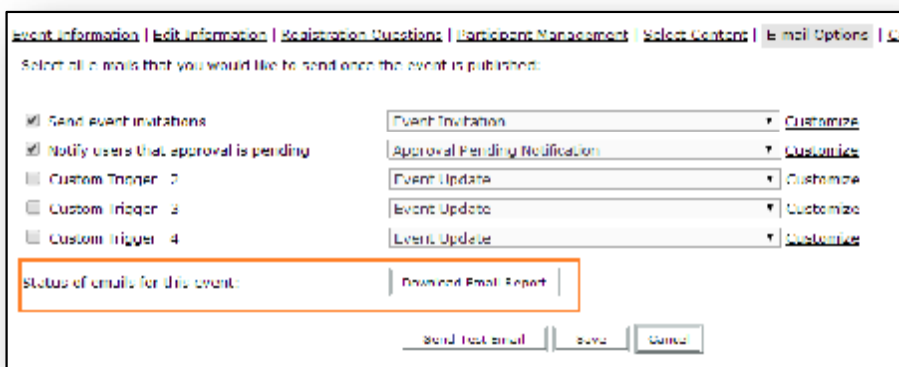 Event Information | Edit Information | Registration Questions | Participant Management | Select Content | E-mail Options | C
Select all e-mails that you would like to send once the event is published:
Send event invitations Event Invitation Customize
Notify users that approval is pending Approval Pending Notification Customize
Custom Trigger 2 Event Update Customize
Custom Trigger 3 Event Update Customize
Custom Trigger 4 Event Update Customize
Status of emails for this event: Download Email Report
Send Test Email Save Cancel